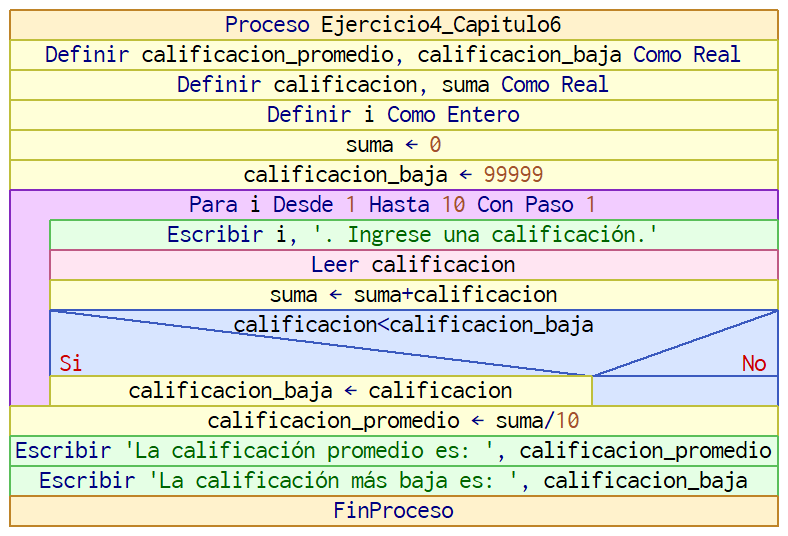 Proceso Ejercicio4_Capitulo6
Definir calificacion_promedio, calificacion_baja Como Real
Definir calificacion, suma Como Real
Definir i Como Entero
suma ← 0
calificacion_baja ← 99999
Para i Desde 1 Hasta 10 Con Paso 1
Escribir i, '. Ingrese una calificación.'
Leer calificacion
suma ← suma+calificacion
calificacion<calificacion_baja
Si No
calificacion_baja ← calificacion
calificacion_promedio ← suma/10
Escribir 'La calificación promedio es: ', calificacion_promedio
Escribir 'La calificación más baja es: ', calificacion_baja
FinProceso